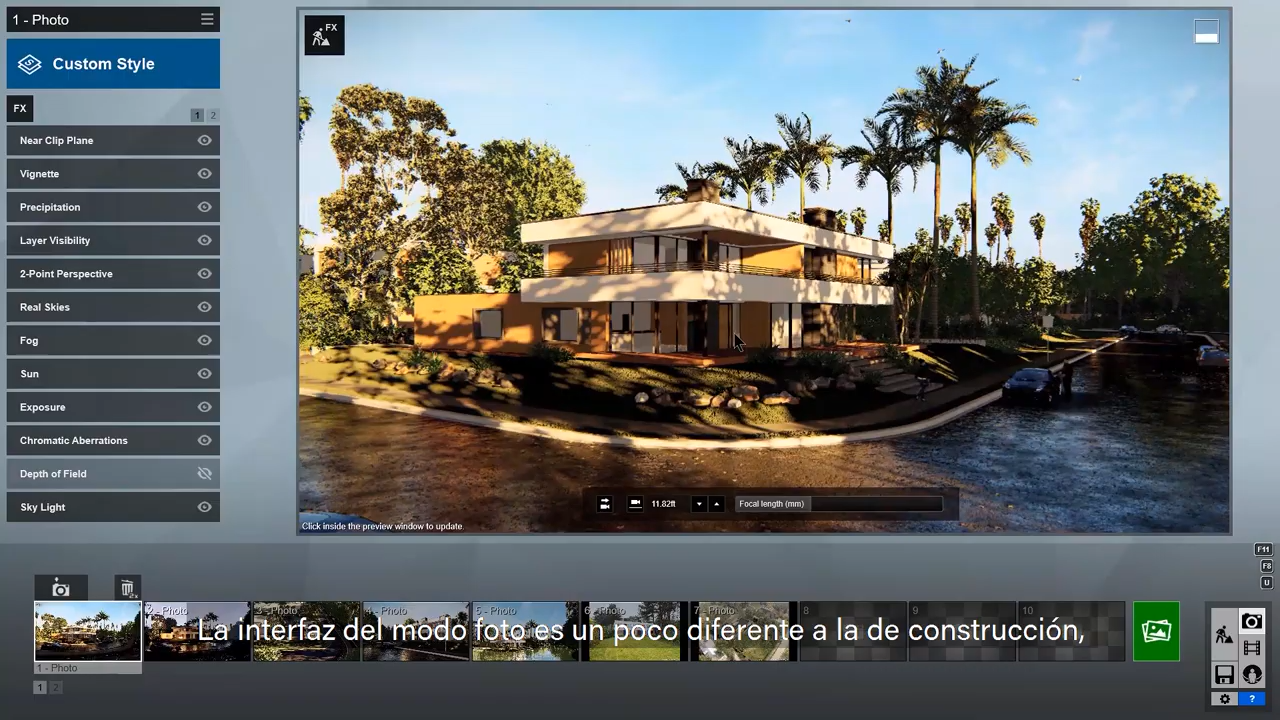 1 - Photo
Custom Style
FX
1 2
Near Clip Plane
Vignette
Precipitation
Layer Visibility
2-Point Perspective
Real Skies
Fog
Sun
Exposure
Chromatic Aberrations
Depth of Field
Sky Light
FX
11.82ft
Focal length (mm)
Click inside the preview window to update.
F11
F8
U
2 - Photo
3 - Photo
4 - Photo
5 - Photo
6 - Photo
7 - Photo
8
9
10
La interfaz del modo foto es un poco diferente a la de construcción,
1 - Photo
1 2
?